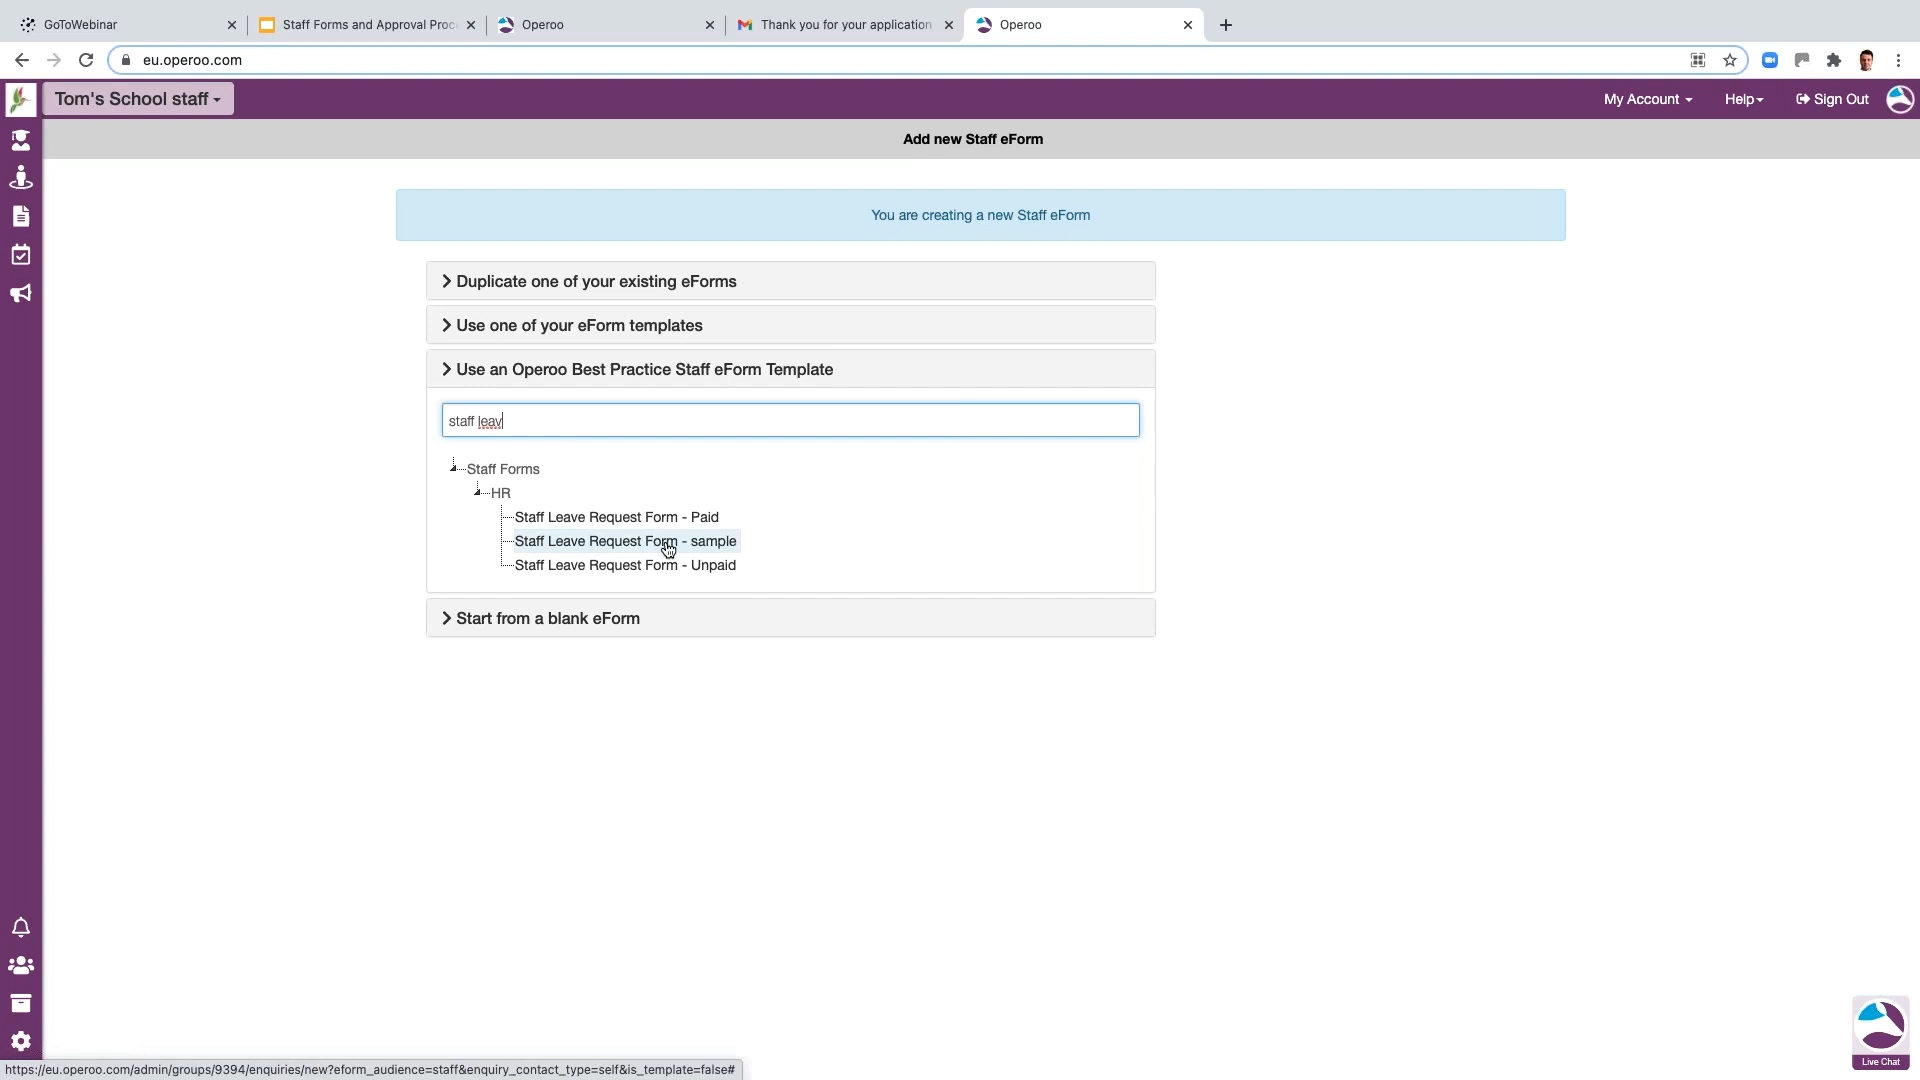 GoToWebinar
Staff Forms and Approval Proc
Operoo
Thank you for your application
Operoo
eu.operoo.com
Tom's School staff
My Account
Help
Sign Out
Add new Staff eForm
You are creating a new Staff eForm
Duplicate one of your existing eForms
Use one of your eForm templates
Use an Operoo Best Practice Staff eForm Template
staff leav
Staff Forms
HR
Staff Leave Request Form - Paid
Staff Leave Request Form - sample
Staff Leave Request Form - Unpaid
Start from a blank eForm
Live Chat
https://eu.operoo.com/admin/groups/9394/enquiries/new?eform_audience=staff&enquiry_contact_type=self&is_template=false#